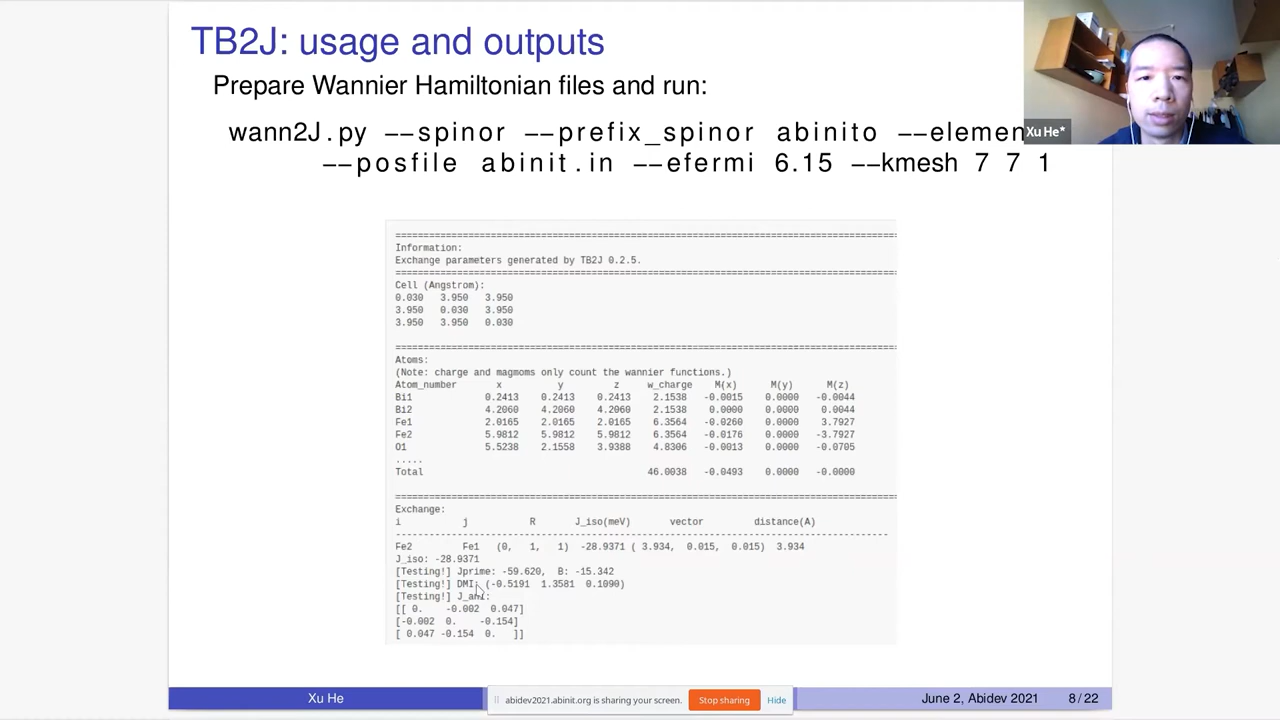 TB2J: usage and outputs
Prepare Wannier Hamiltonian files and run:
wann2J.py --spinor --prefix_spinor abinito
--posfile abinit.in --efermi 6.15 --kmesh 7 7 1
Xu He*
Information:
Exchange parameters generated by TB2J 0.2.5.
Cell (Angstrom):
0.030 3.950 3.950
3.950 0.030 3.950
3.950 3.950 0.030
Atoms:
(Note: charge and magmoms only count the wannier functions.)
Atom_number x y z w_charge M(x) M(y) M(z)
Bi1 0.2413 0.2413 0.2413 2.1538 -0.0015 0.0000 -0.0044
Bi2 4.2060 4.2060 4.2060 2.1538 0.0000 0.0000 0.0044
Fe1 2.0165 2.0165 2.0165 6.3564 -0.0260 0.0000 3.7927
Fe2 5.9812 5.9812 5.9812 6.3564 -0.0176 0.0000 -3.7927
O1 5.5238 2.1558 3.9388 4.8306 -0.0013 0.0000 -0.0705
.....
Total 46.0038 -0.0493 0.0000 -0.0000
Exchange:
i j R J_iso(meV) vector distance(A)
Fe2 Fe1 (0, 1, 1) -28.9371 ( 3.934, 0.015, 0.015) 3.934
J_iso: -28.9371
[Testing!] Jprime: -59.620, B: -15.342
[Testing!] DMI: (-0.5191 1.3581 0.1090)
[Testing!] J_ani:
[[ 0. -0.002 0.047]
[-0.002 0. -0.154]
[ 0.047 -0.154 0. ]]
Xu He
abidev2021.abinit.org is sharing your screen.
Stop sharing
Hide
June 2, Abidev 2021
8 / 22